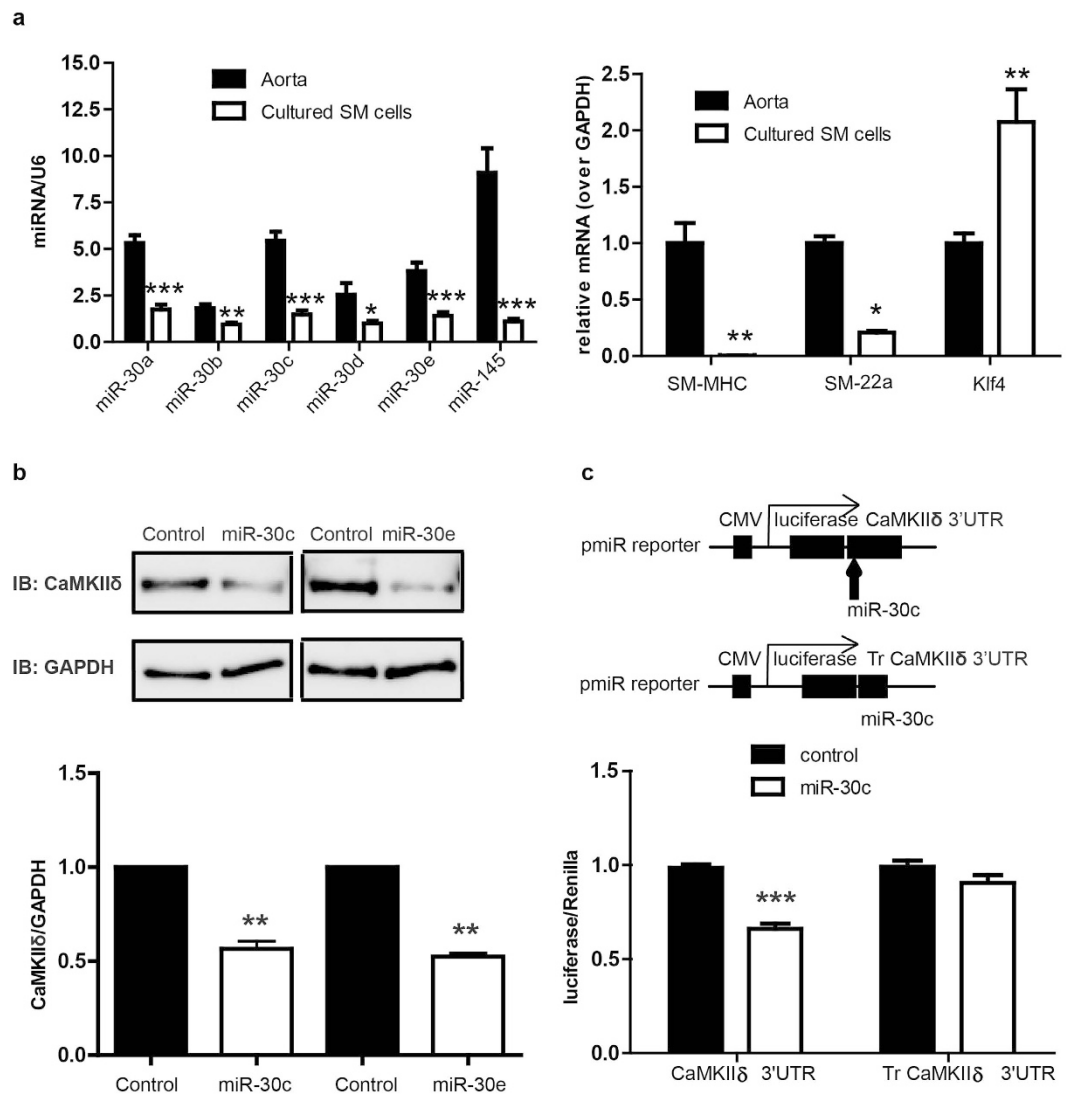 a
15.0
12.5
10.0
7.5
5.0
2.5
0.0
miRNA/U6
Aorta
Cultured SM cells
***
**
***
*
***
***
miR-30a
miR-30b
miR-30c
miR-30d
miR-30e
miR-145
2.5
2.0
1.5
1.0
0.5
0.0
relative mRNA (over GAPDH)
Aorta
Cultured SM cells
**
*
**
SM-MHC
SM-22a
Klf4
b
Control miR-30c Control miR-30e
IB: CaMKIIδ
IB: GAPDH
1.5
1.0
0.5
0.0
CaMKIIδ/GAPDH
**
**
Control
miR-30c
Control
miR-30e
c
CMV luciferase CaMKIIδ 3'UTR
pmiR reporter
miR-30c
CMV luciferase Tr CaMKIIδ 3'UTR
pmiR reporter
miR-30c
control
miR-30c
1.5
1.0
0.5
0.0
luciferase/Renilla
***
CaMKIIδ 3'UTR
Tr CaMKIIδ 3'UTR